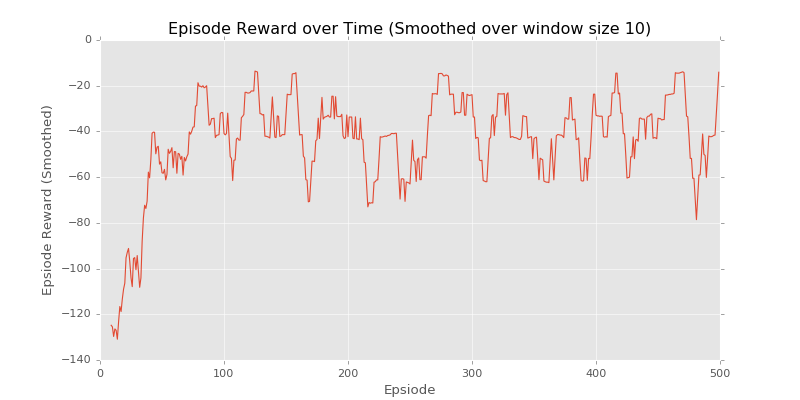 Episode Reward over Time (Smoothed over window size 10)
0
−20
−40
−60
−80
−100
−120
−140
Epsiode Reward (Smoothed)
0 100 200 300 400 500
Epsiode